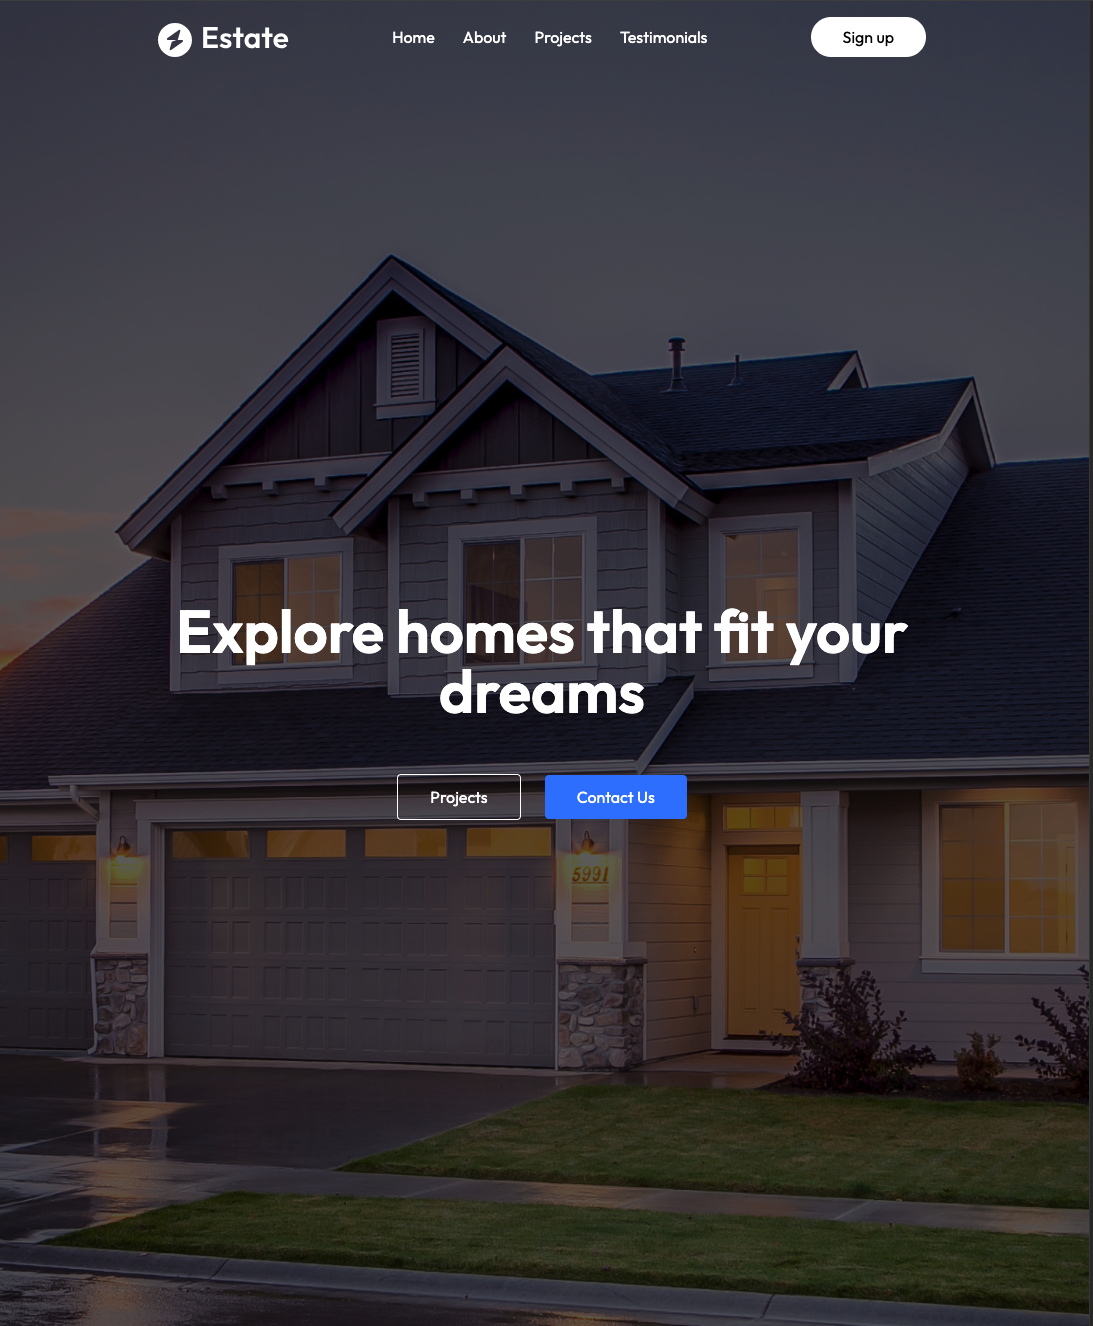 Estate
Home
About
Projects
Testimonials
Sign up
Explore homes that fit your
dreams
Projects
Contact Us
5991